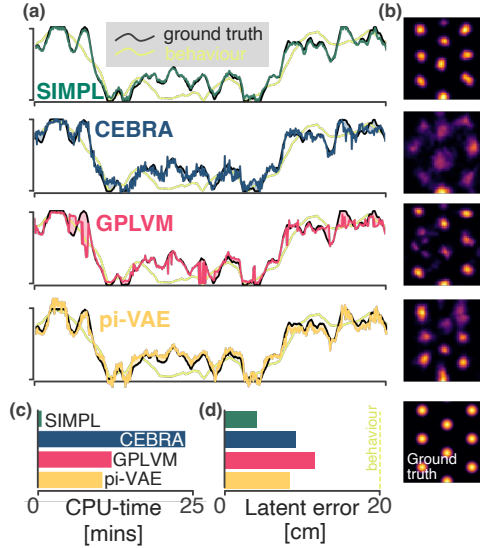 (a)
(b)
ground truth
behaviour
SIMPL
CEBRA
GPLVM
pi-VAE
(c)
(d)
SIMPL
CEBRA
GPLVM
pi-VAE
behaviour
Ground
truth
0
25
0
20
CPU-time
[mins]
Latent error
[cm]